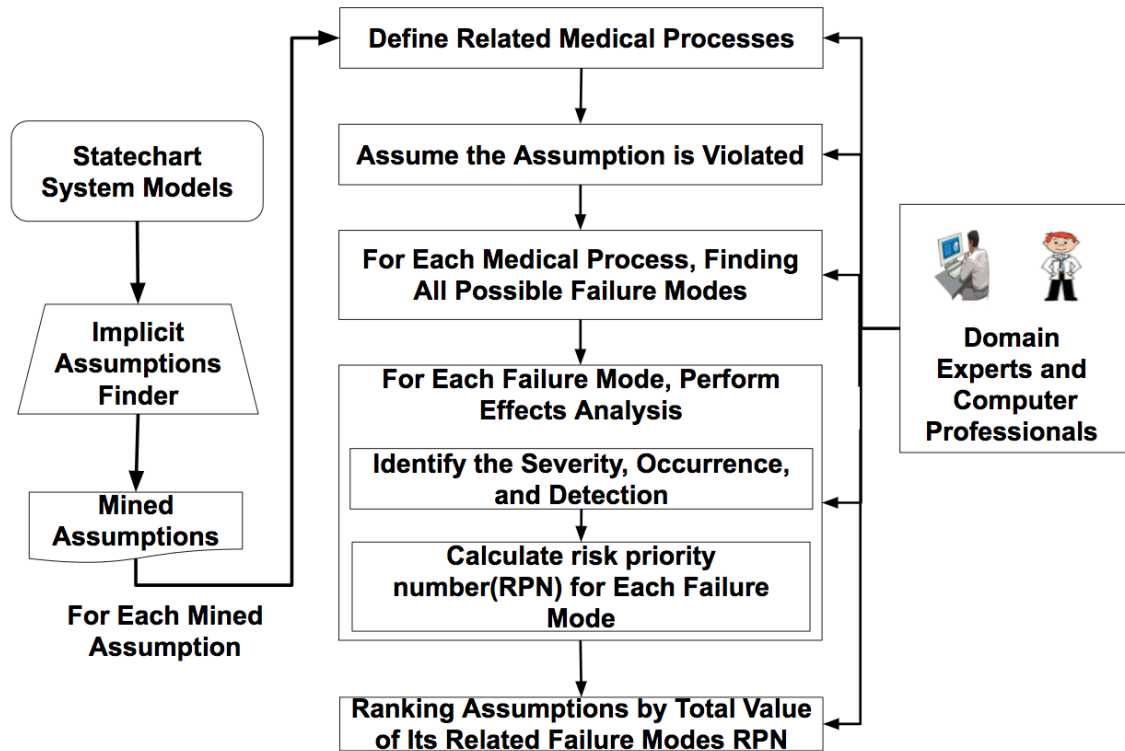 Statechart
System Models
Implicit
Assumptions
Finder
Mined
Assumptions
For Each Mined
Assumption
Define Related Medical Processes
Assume the Assumption is Violated
For Each Medical Process, Finding
All Possible Failure Modes
For Each Failure Mode, Perform
Effects Analysis
Identify the Severity, Occurrence,
and Detection
Calculate risk priority
number(RPN) for Each Failure
Mode
Ranking Assumptions by Total Value
of Its Related Failure Modes RPN
Domain
Experts and
Computer
Professionals